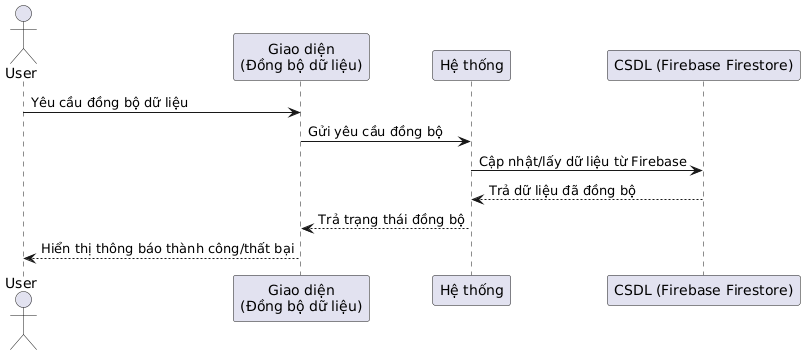 User
Giao diện
(Đồng bộ dữ liệu)
Hệ thống
CSDL (Firebase Firestore)
Yêu cầu đồng bộ dữ liệu
Gửi yêu cầu đồng bộ
Cập nhật/lấy dữ liệu từ Firebase
Trả dữ liệu đã đồng bộ
Trả trạng thái đồng bộ
Hiển thị thông báo thành công/thất bại
User
Giao diện
(Đồng bộ dữ liệu)
Hệ thống
CSDL (Firebase Firestore)